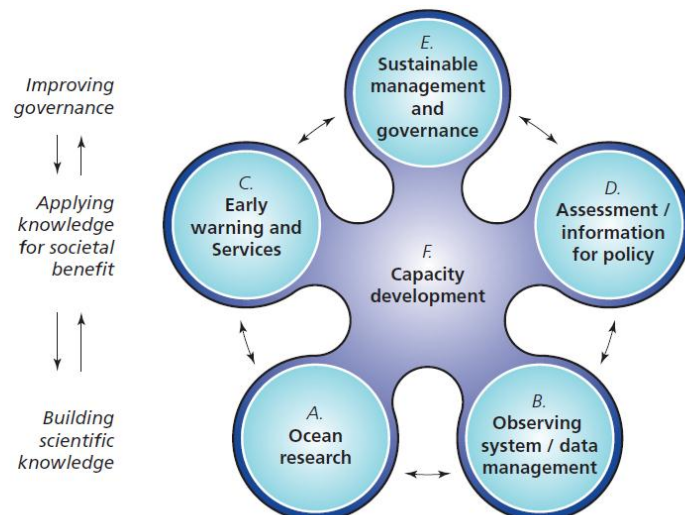 E.
Sustainable
management
and
governance
Improving
governance
C.
Early
warning and
Services
D.
Assessment /
information
for policy
Applying
knowledge
for societal
benefit
F.
Capacity
development
A.
Ocean
research
B.
Observing
system / data
management
Building
scientific
knowledge